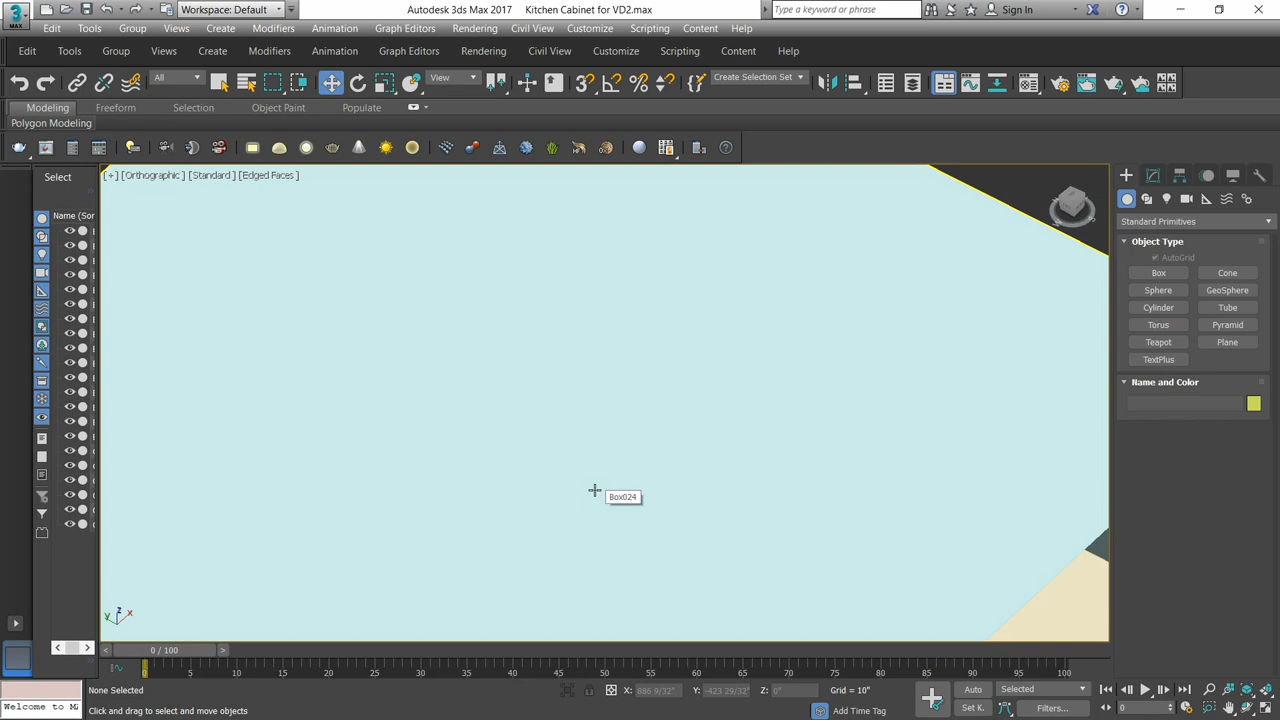 3 MAX Workspace: Default Autodesk 3ds Max 2017 Kitchen Cabinet for VD2.max Type a keyword or phrase Sign In
Edit Tools Group Views Create Modifiers Animation Graph Editors Rendering Civil View Customize Scripting Content Help
Edit Tools Group Views Create Modifiers Animation Graph Editors Rendering Civil View Customize Scripting Content Help
All View Create Selection Set
Modeling Freeform Selection Object Paint Populate
Polygon Modeling
[+] [Orthographic] [Standard] [Edged Faces]
Select
Name (Sor
Standard Primitives
Object Type
AutoGrid
Box Cone
Sphere GeoSphere
Cylinder Tube
Torus Pyramid
Teapot Plane
TextPlus
Name and Color
Box024
z
y x
0 / 100
0 5 10 15 20 25 30 35 40 45 50 55 60 65 70 75 80 85 90 95 100
None Selected X: 886 9/32" Y: -423 29/32" Z: 0" Grid = 10" Auto Selected
Welcome to M Click and drag to select and move objects Add Time Tag Set K. Filters... 0